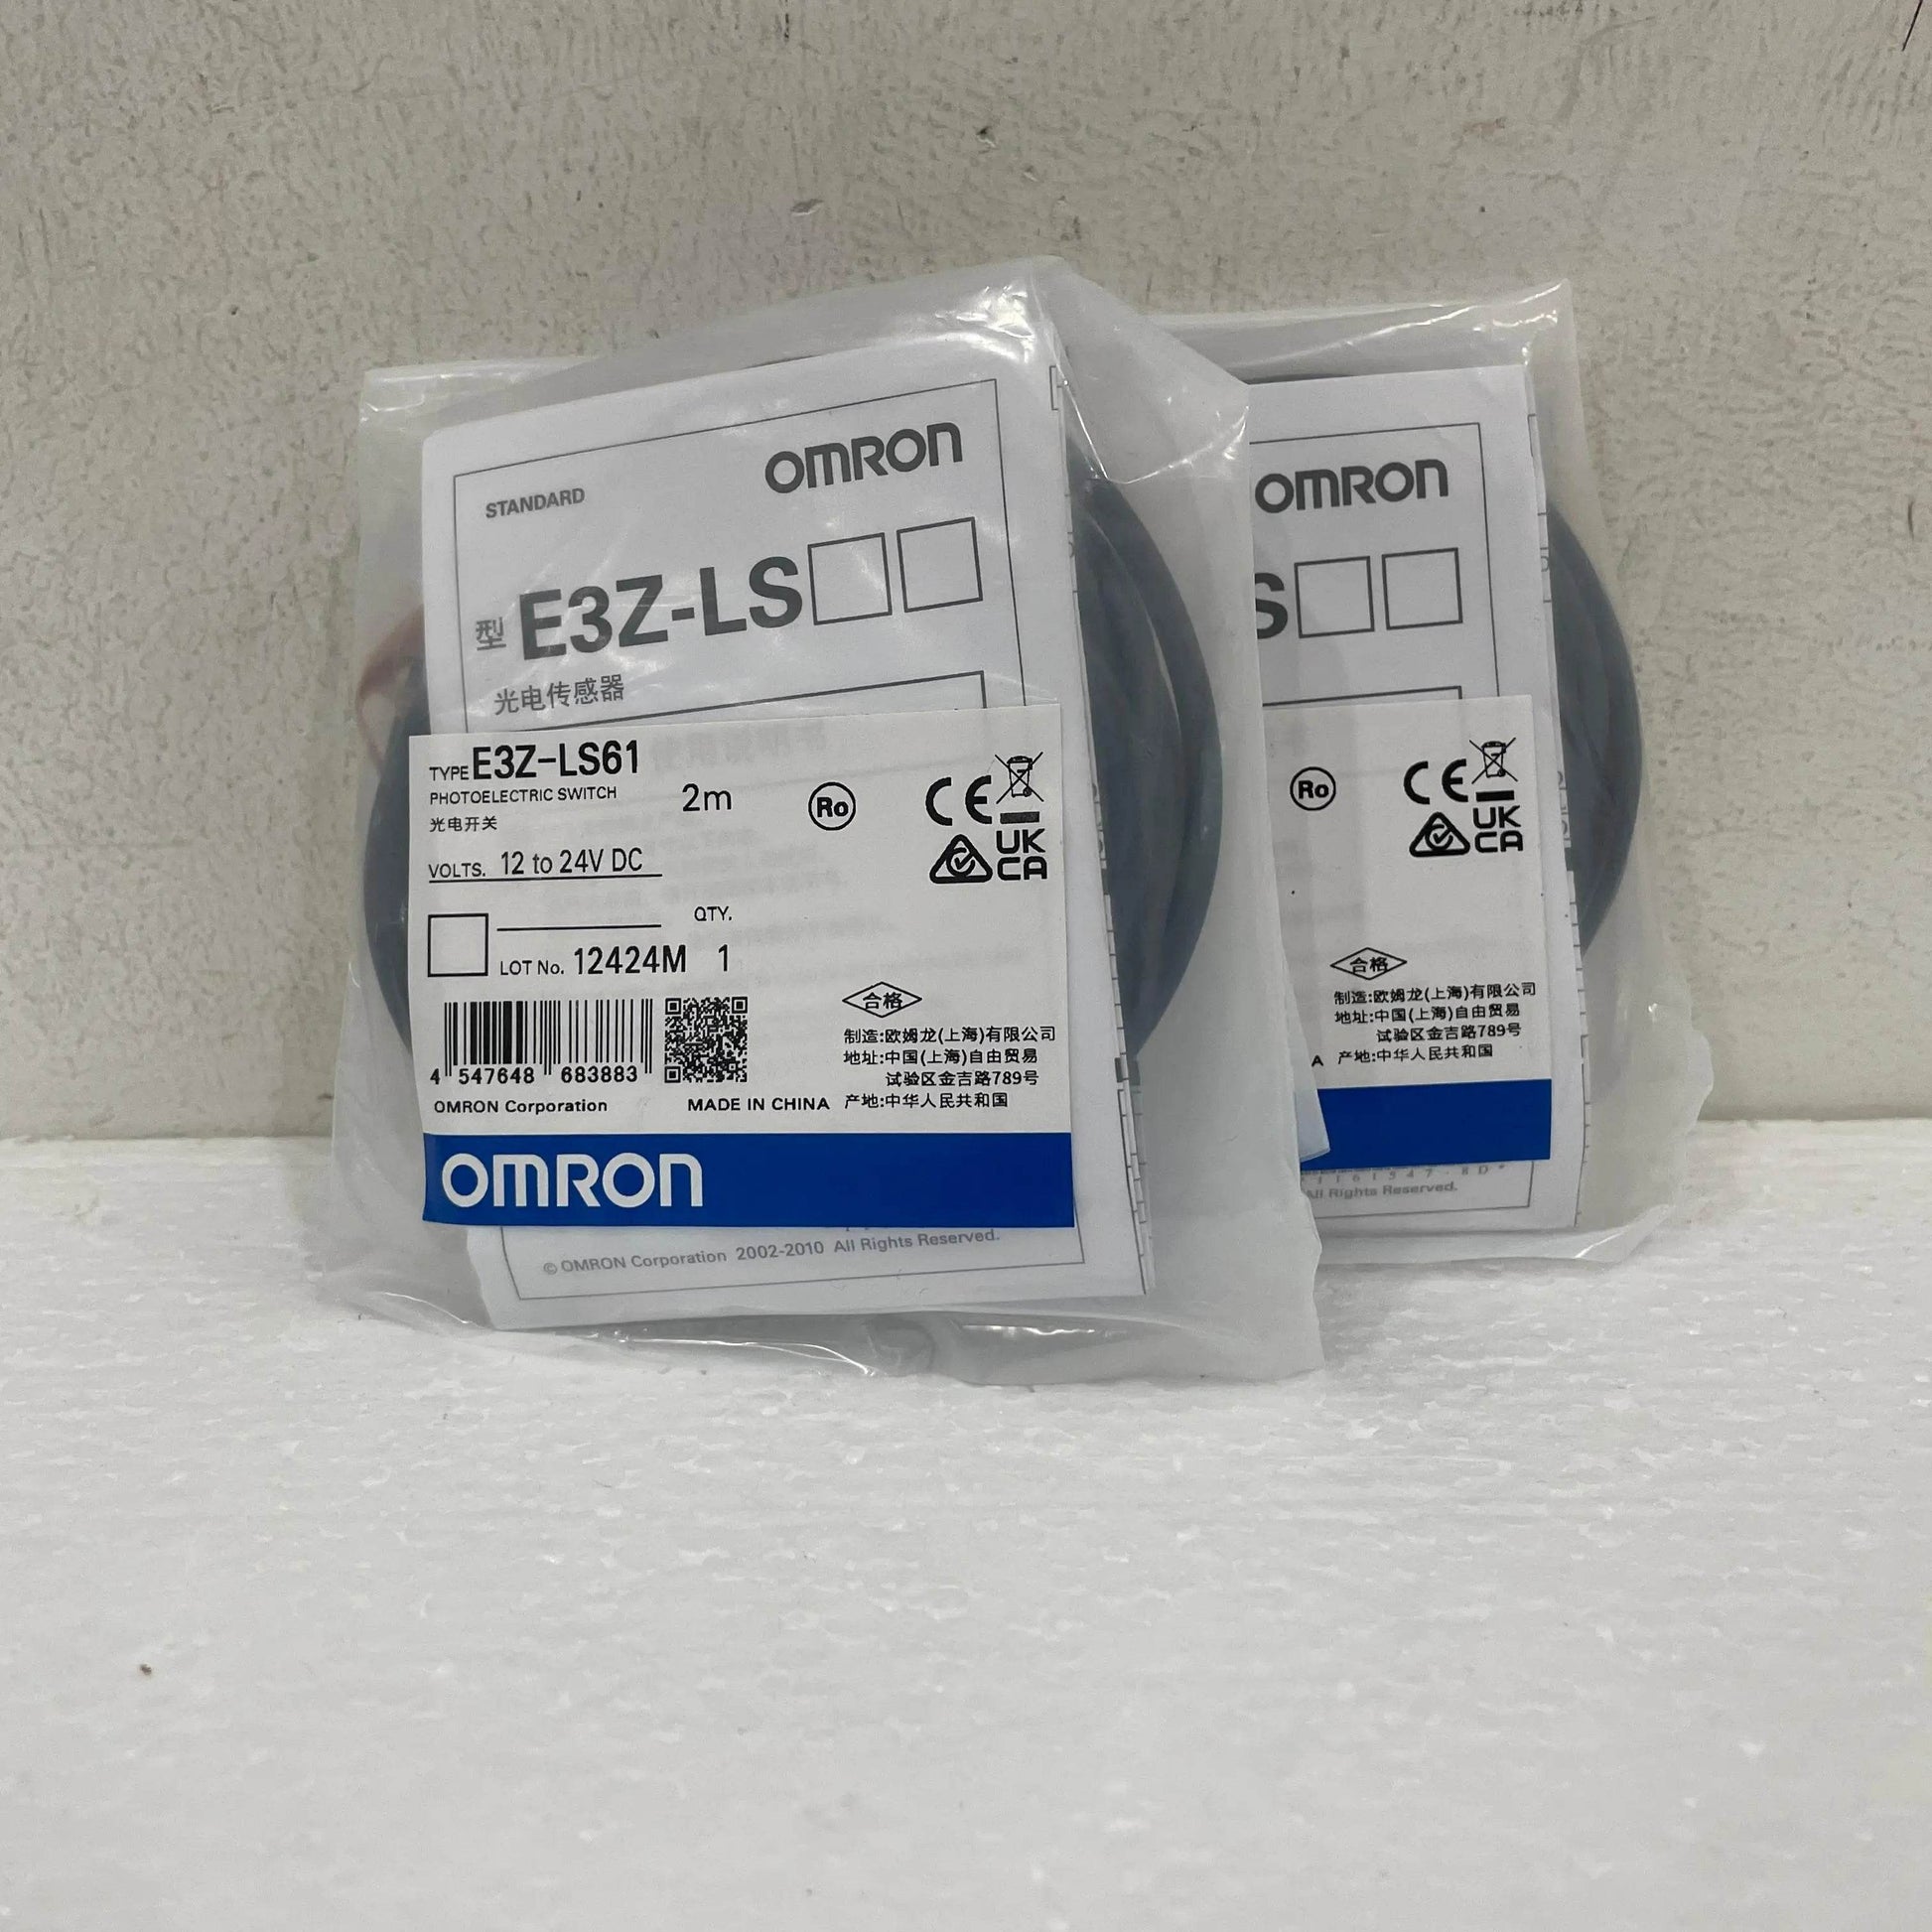 STANDARD
OMRON
型 E3Z-LS□□
光电传感器
TYPE E3Z-LS61
PHOTOELECTRIC SWITCH
2m
光电开关
VOLTS. 12 to 24V DC
QTY.
LOT No. 12424M 1
Ro
CE
UK
CA
合格
制造:欧姆龙(上海)有限公司
地址:中国(上海)自由贸易
试验区金吉路789号
产地:中华人民共和国
4 547648 683883
OMRON Corporation
MADE IN CHINA
OMRON
© OMRON Corporation 2002-2010 All Rights Reserved.
OMRON
S□□
Ro
CE
UK
CA
合格
制造:欧姆龙(上海)有限公司
地址:中国(上海)自由贸易
试验区金吉路789号
A 产地:中华人民共和国
All Rights Reserved.